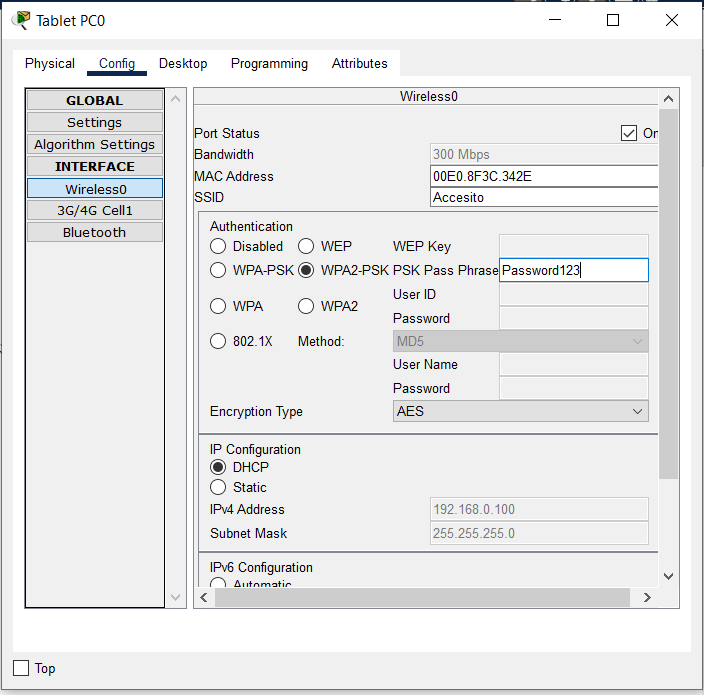 Tablet PC0
Physical Config Desktop Programming Attributes
GLOBAL
Settings
Algorithm Settings
INTERFACE
Wireless0
3G/4G Cell1
Bluetooth
Wireless0
Port Status On
Bandwidth 300 Mbps
MAC Address 00E0.8F3C.342E
SSID Accesito
Authentication
Disabled WEP WEP Key
WPA-PSK WPA2-PSK PSK Pass Phrase Password123
User ID
WPA WPA2
Password
802.1X Method: MD5
User Name
Password
Encryption Type AES
IP Configuration
DHCP
Static
IPv4 Address 192.168.0.100
Subnet Mask 255.255.255.0
IPv6 Configuration
Automatic
Top